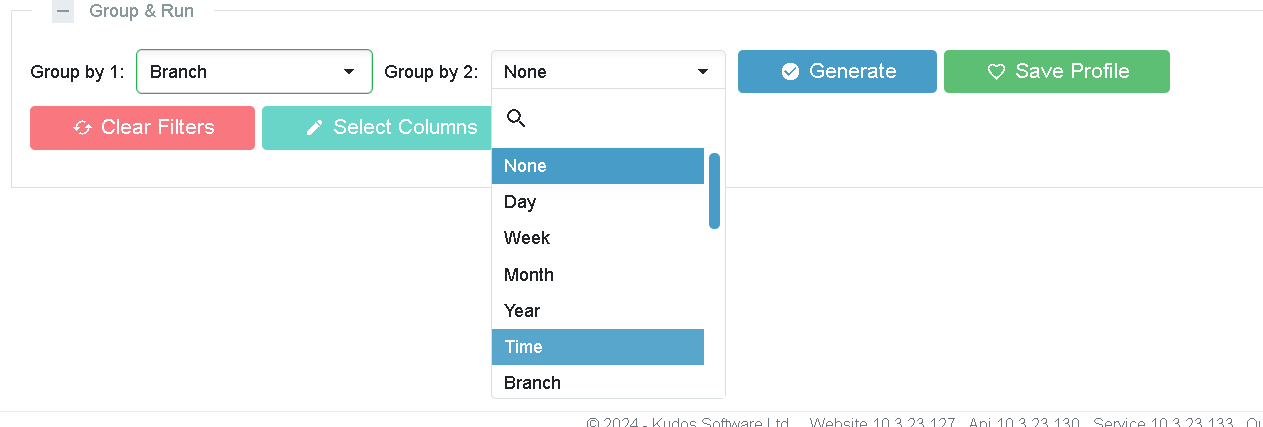 Group & Run
Group by 1: Branch Group by 2: None Generate Save Profile
Clear Filters Select Columns
None
Day
Week
Month
Year
Time
Branch
© 2024 - Kudos Software Ltd Website 10.3.23.127 Api 10.3.23.130 Service 10.3.23.133